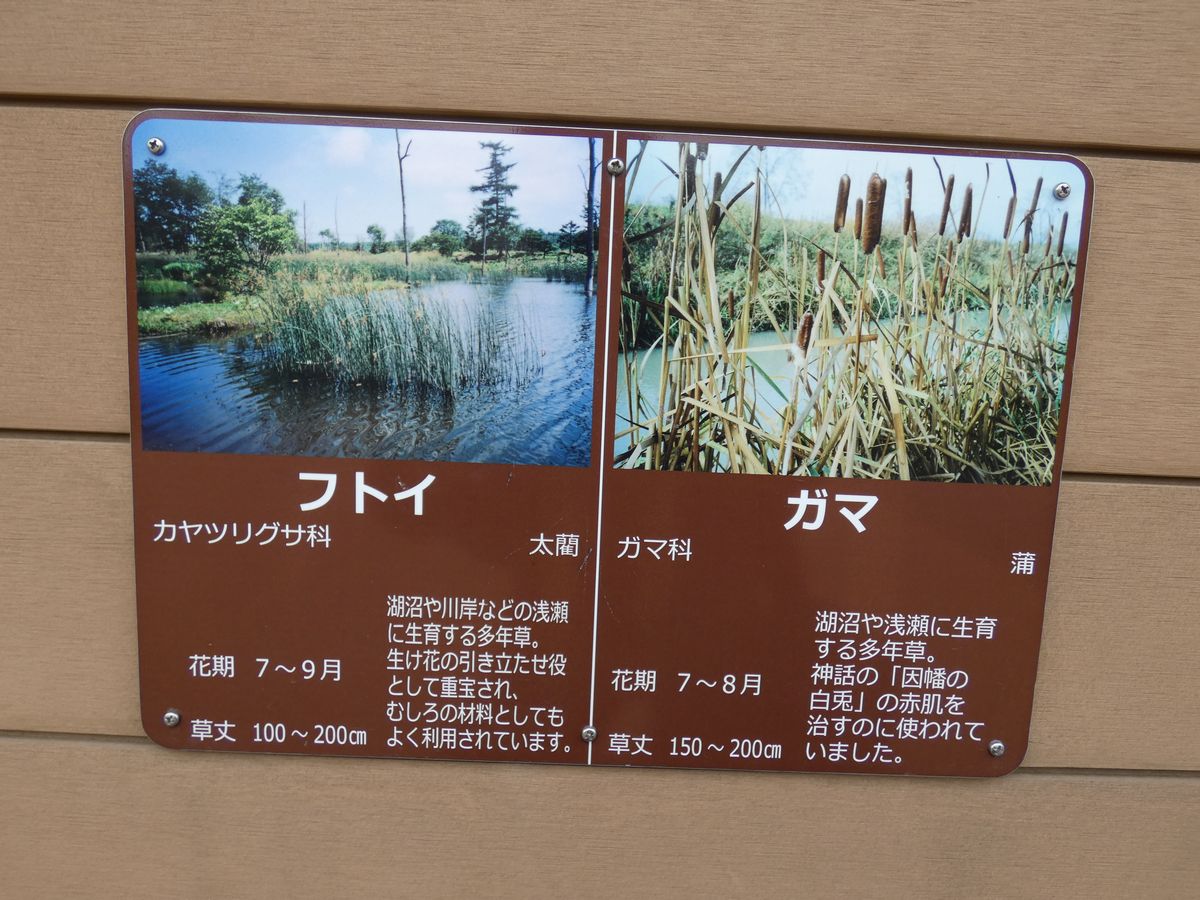 フトイ
カヤツリグサ科
太藺
湖沼や川岸などの浅瀬
に生育する多年草。
生け花の引き立たせ役
として重宝され、
むしろの材料としても
よく利用されています。
花期 7～9月
草丈 100～200㎝
ガマ
ガマ科
蒲
湖沼や浅瀬に生育
する多年草。
神話の「因幡の
白兎」の赤肌を
治すのに使われて
いました。
花期 7～8月
草丈 150～200㎝